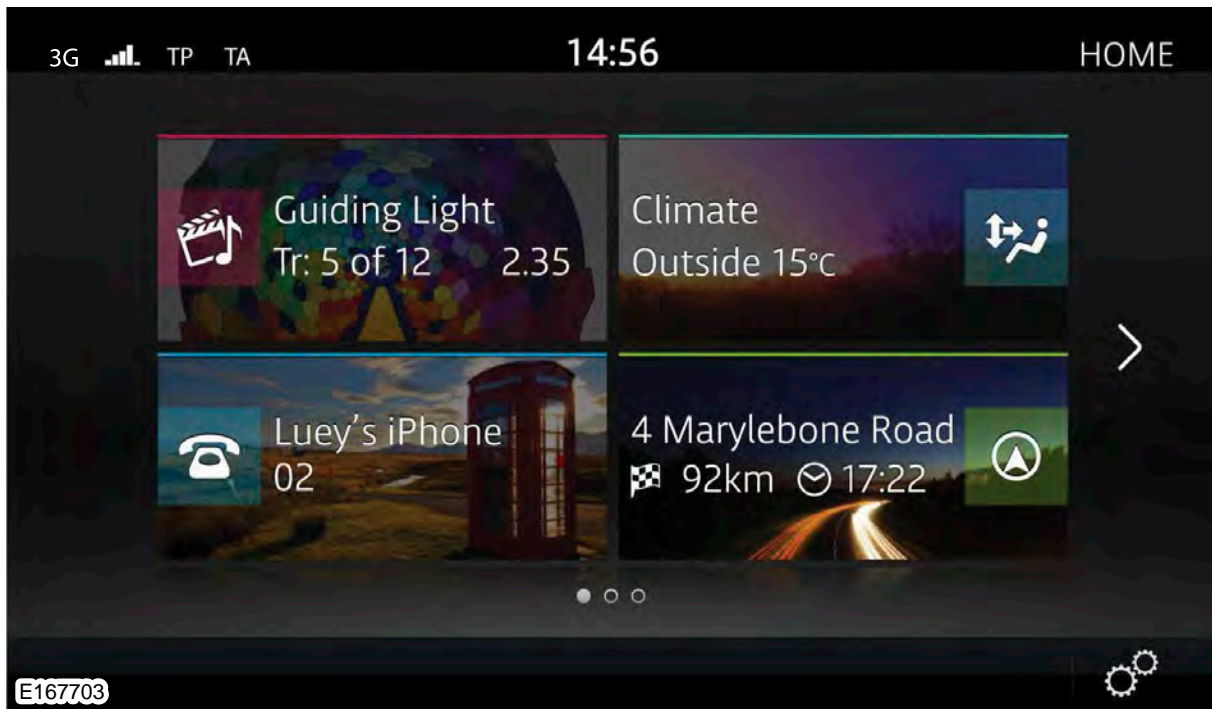 3G TP TA 14:56 HOME
Guiding Light
Tr: 5 of 12 2.35
Climate
Outside 15°C
Luey's iPhone
02
4 Marylebone Road
92km 17:22
E167703